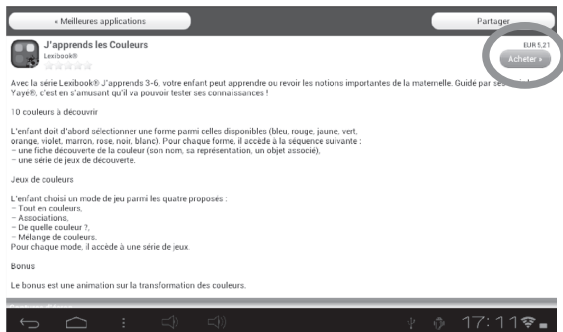 « Meilleures applications
Partager
J'apprends les Couleurs
EUR 5,21
Lexibook®
Acheter »
Avec la série Lexibook® J'apprends 3-6, votre enfant peut apprendre ou revoir les notions importantes de la maternelle. Guidé par
Yayé®, c'est en s'amusant qu'il va pouvoir tester ses connaissances !
10 couleurs à découvrir
L'enfant doit d'abord sélectionner une forme parmi celles disponibles (bleu, rouge, jaune, vert,
orange, violet, marron, rose, noir, blanc). Pour chaque forme, il accède à la séquence suivante :
– une fiche découverte de la couleur (son nom, sa représentation, un objet associé),
– une série de jeux de découverte.
Jeux de couleurs
L'enfant choisi un mode de jeu parmi les quatre proposés :
– Tout en couleurs,
– Associations,
– De quelle couleur ?,
– Mélange de couleurs.
Pour chaque mode, il accède à une série de jeux.
Bonus
Le bonus est une animation sur la transformation des couleurs.
17:11